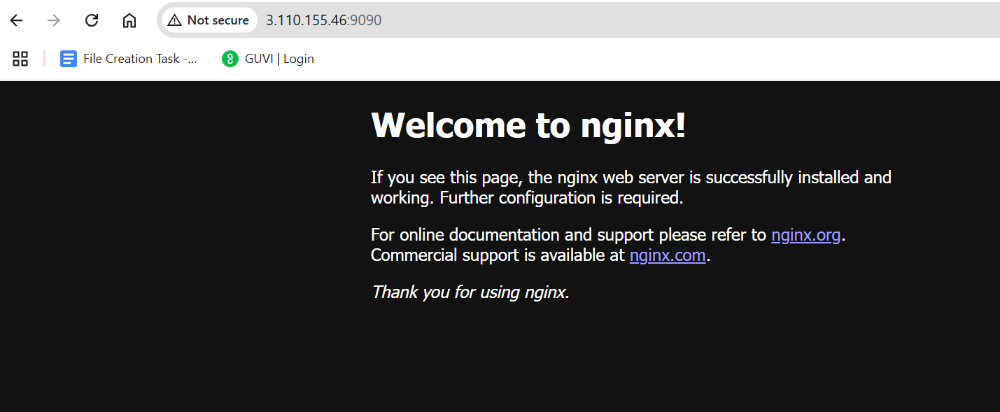 Not secure 3.110.155.46:9090
File Creation Task -... GUVI | Login
Welcome to nginx!
If you see this page, the nginx web server is successfully installed and
working. Further configuration is required.
For online documentation and support please refer to nginx.org.
Commercial support is available at nginx.com.
Thank you for using nginx.